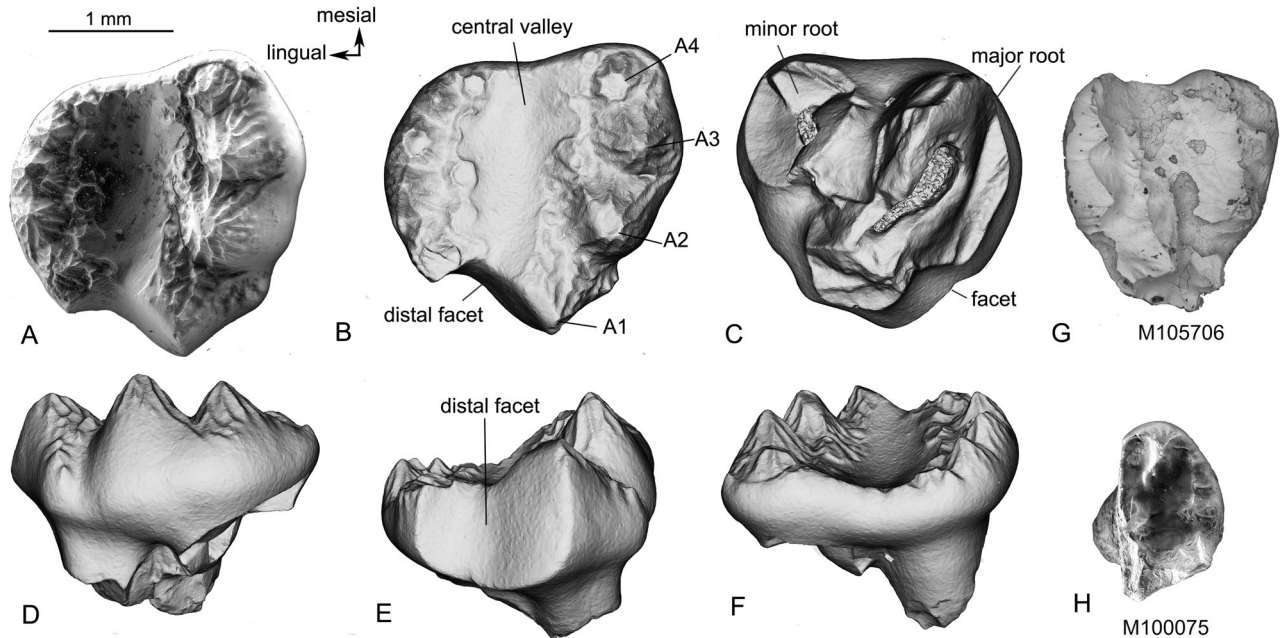 1 mm
mesial
lingual
central valley
A4
A3
A2
A1
distal facet
minor root
major root
facet
A
B
C
G
M105706
distal facet
D
E
F
H
M100075